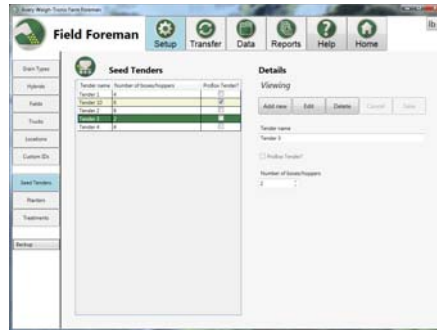 Avery Weigh-Tronix Farm Foreman
Field Foreman
Setup
Transfer
Data
Reports
Help
Home
lb
Grain Types
Hybrids
Fields
Trucks
Locations
Custom IDs
Seed Tenders
Planters
Treatments
Backup
Seed Tenders
Tender name Number of boxes/hoppers ProBox Tender?
Tender 1 4
Tender 10 6
Tender 2 6
Tender 3 2
Tender 4 4
Details
Viewing
Add new Edit Delete Cancel Save
Tender name
Tender 3
ProBox Tender?
Number of boxes/hoppers
2